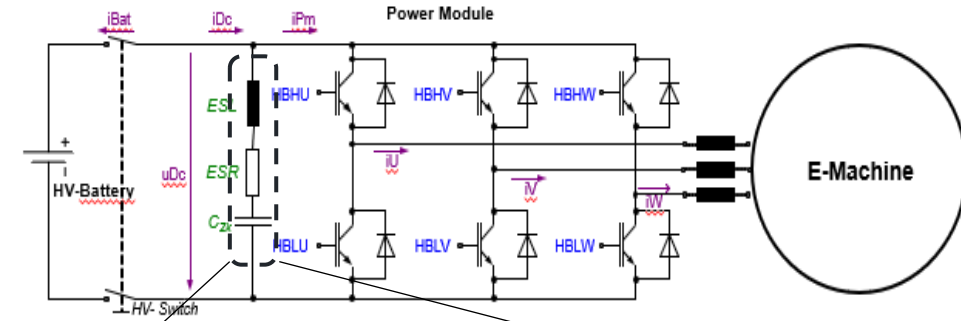 Power Module
iBat
iDc
iPm
ESL
HBHU
HBHV
HBHW
+
HV-Battery
uDc
ESR
iU
iV
iW
E-Machine
Czk
HBLU
HBLV
HBLW
HV- Switch